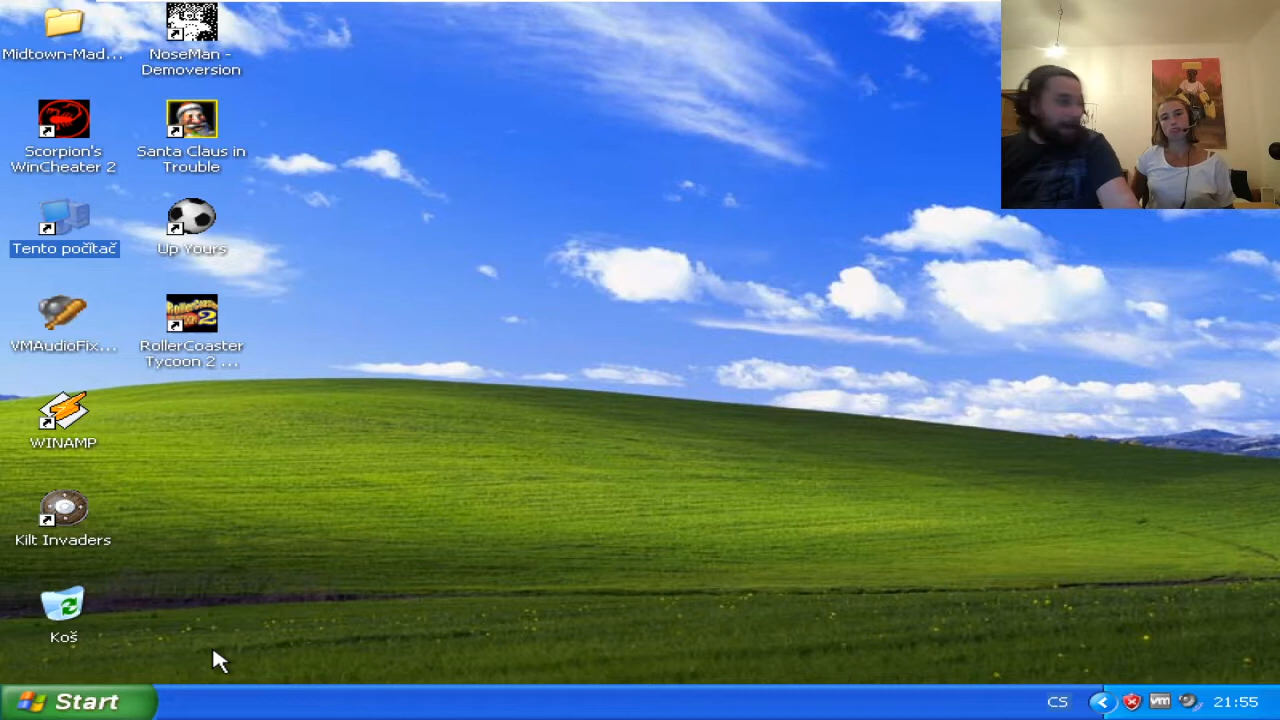 Midtown-Mad...
NoseMan -
Demoversion
Scorpion's
WinCheater 2
Santa Claus in
Trouble
Tento počítač
Up Yours
VMAudioFix...
RollerCoaster
Tycoon 2 ...
WINAMP
Kilt Invaders
Koš
Start
CS
vm
21:55